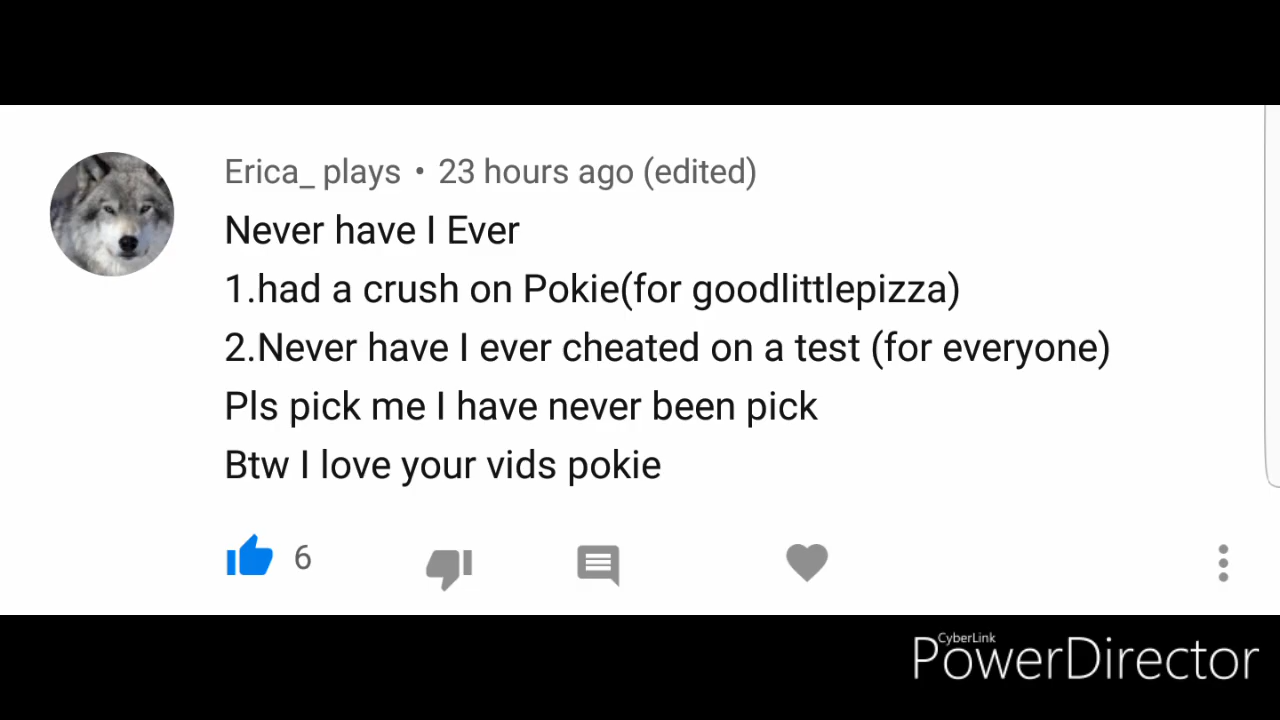 Erica_ plays • 23 hours ago (edited)
Never have I Ever
1.had a crush on Pokie(for goodlittlepizza)
2.Never have I ever cheated on a test (for everyone)
Pls pick me I have never been pick
Btw I love your vids pokie
6
CyberLink
PowerDirector